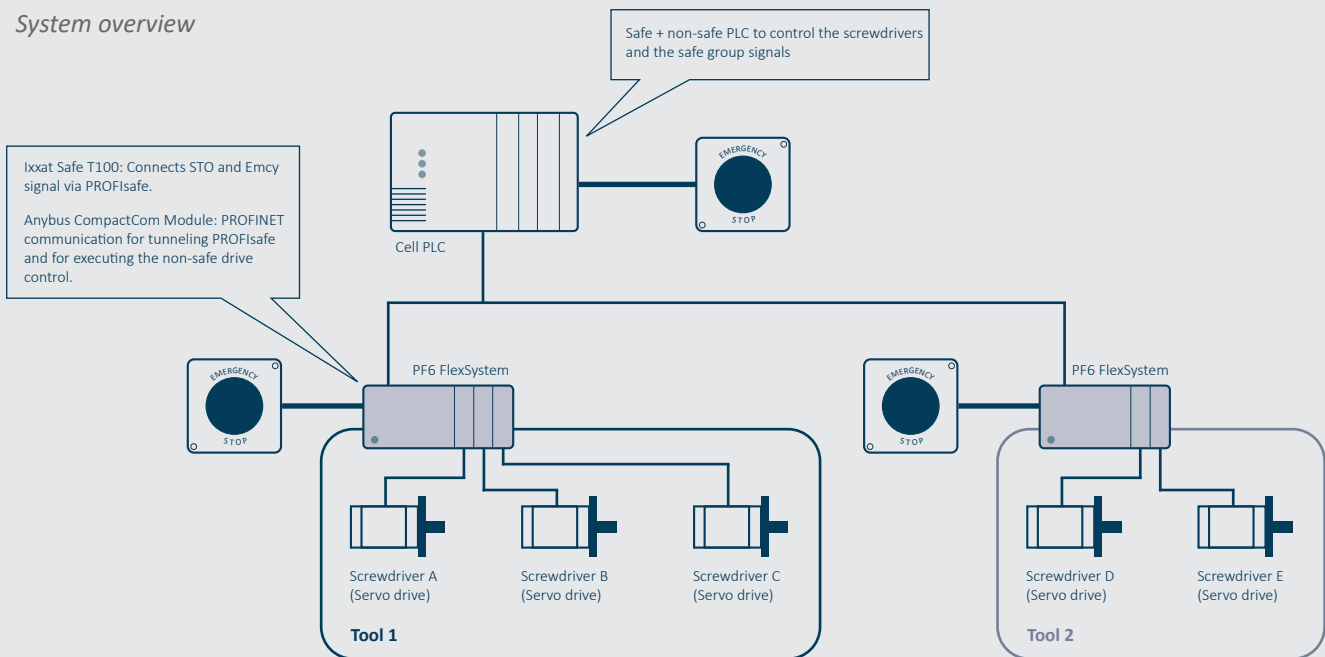 System overview
Safe + non-safe PLC to control the screwdrivers
and the safe group signals
EMERGENCY
STOP
Cell PLC
Ixxat Safe T100: Connects STO and Emcy
signal via PROFIsafe.
Anybus CompactCom Module: PROFINET
communication for tunneling PROFIsafe
and for executing the non-safe drive
control.
EMERGENCY
STOP
PF6 FlexSystem
EMERGENCY
STOP
PF6 FlexSystem
Screwdriver A
(Servo drive)
Screwdriver B
(Servo drive)
Screwdriver C
(Servo drive)
Tool 1
Screwdriver D
(Servo drive)
Screwdriver E
(Servo drive)
Tool 2